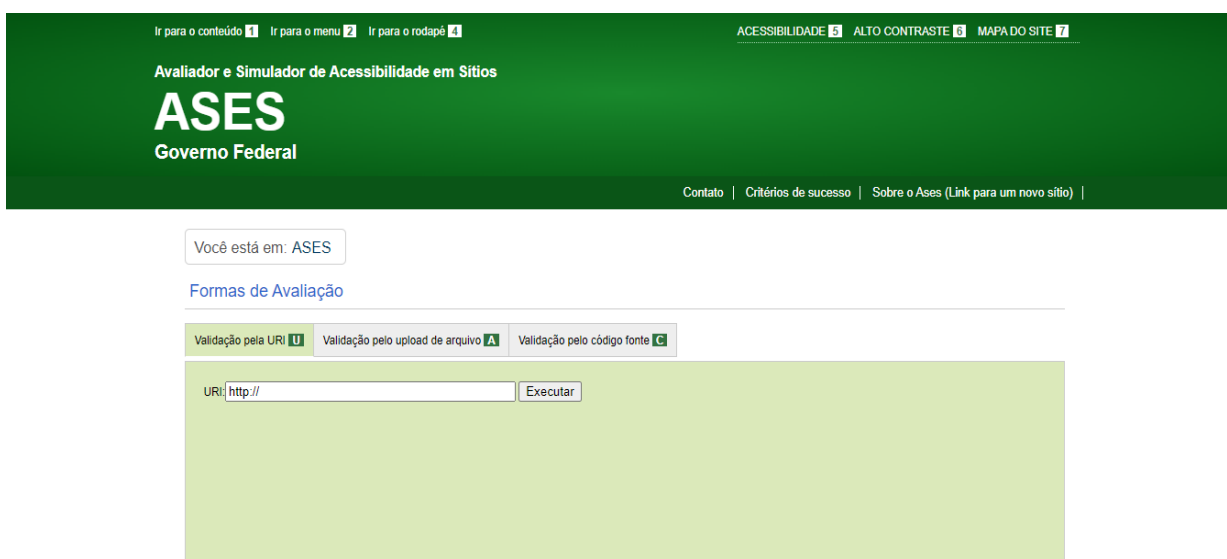 Ir para o conteúdo 1 Ir para o menu 2 Ir para o rodapé 4 ACESSIBILIDADE 5 ALTO CONTRASTE 6 MAPA DO SITE 7
Avaliador e Simulador de Acessibilidade em Sítios
ASES
Governo Federal
Contato | Critérios de sucesso | Sobre o Ases (Link para um novo sítio) |
Você está em: ASES
Formas de Avaliação
Validação pela URI U Validação pelo upload de arquivo A Validação pelo código fonte C
URI: http:// Executar